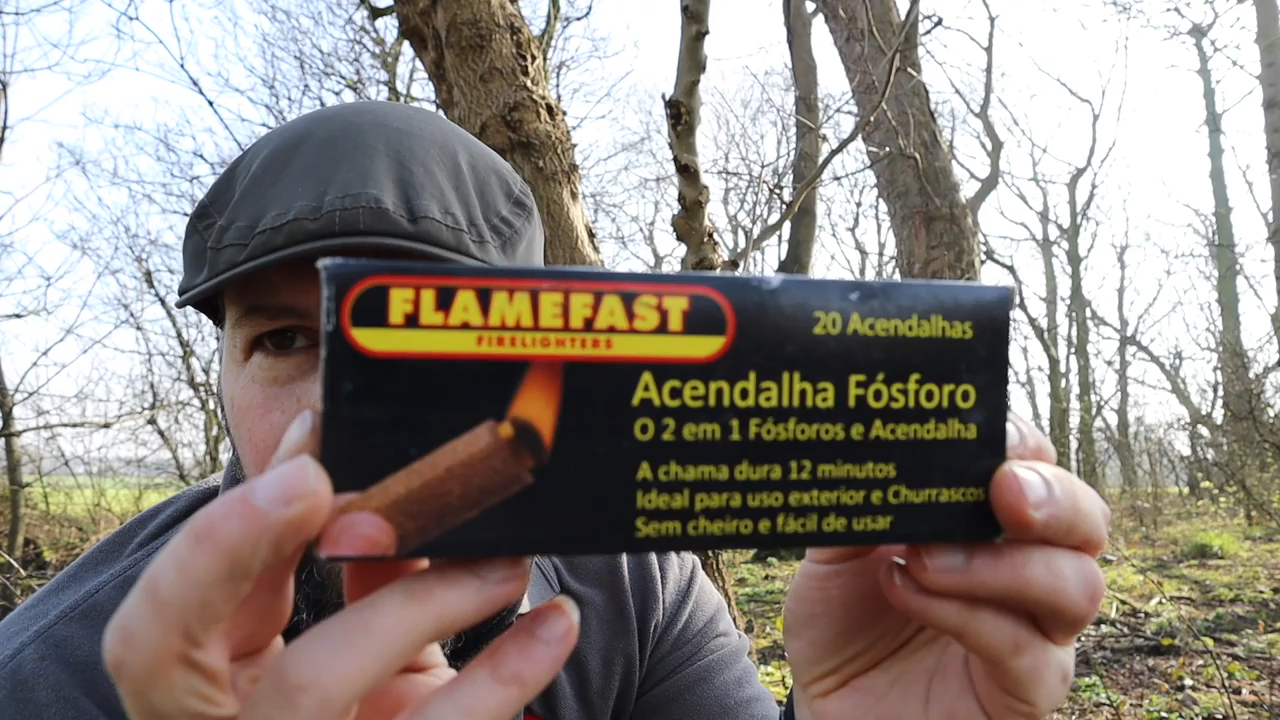 FLAMEFAST
FIRELIGHTERS
20 Acendalhas
Acendalha Fósforo
O 2 em 1 Fósforos e Acendalha
A chama dura 12 minutos
Ideal para uso exterior e Churrascos
Sem cheiro e fácil de usar